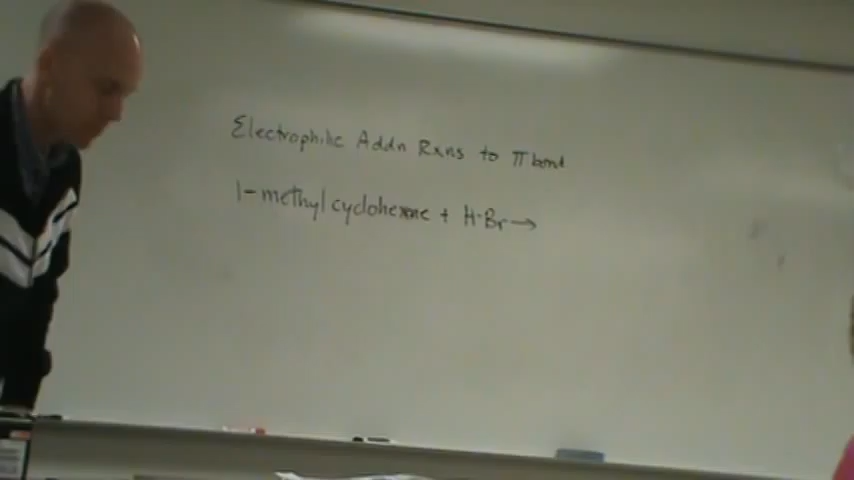 Electrophilic Addn Rxns to π bond
1-methylcyclohexene + H-Br →